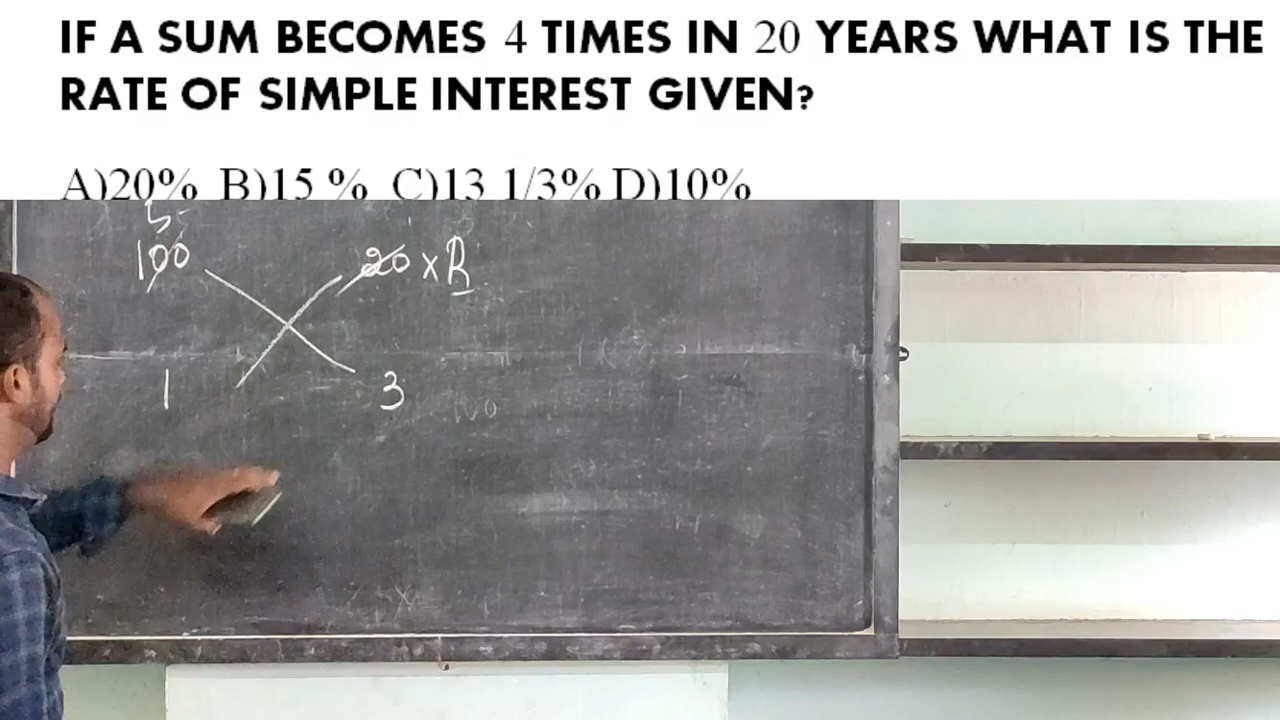 IF A SUM BECOMES 4 TIMES IN 20 YEARS WHAT IS THE
RATE OF SIMPLE INTEREST GIVEN?
A)20% B)15 % C)13 1/3% D)10%
5
100 20 x R
1 3
100